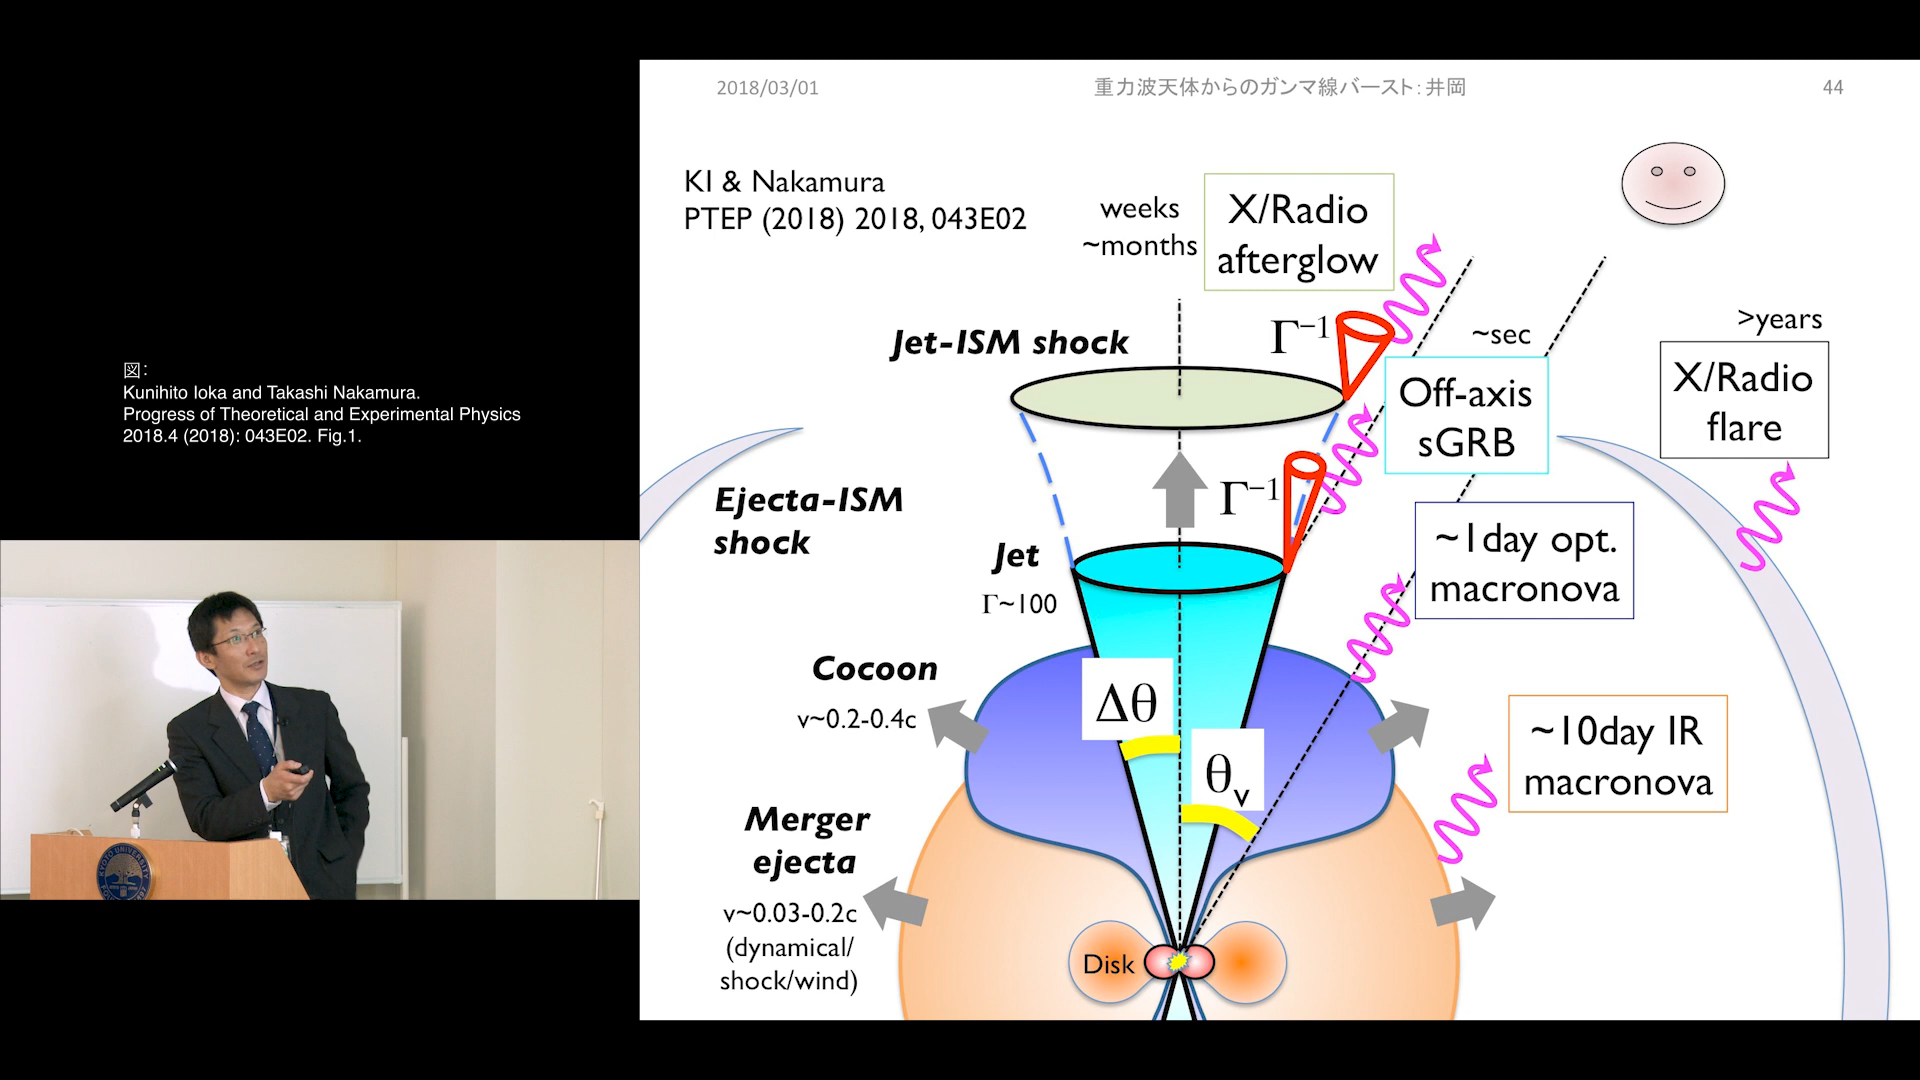 2018/03/01
重力波天体からのガンマ線バースト：井岡
44
KI & Nakamura
PTEP (2018) 2018, 043E02
weeks
~months
X/Radio
afterglow
Jet-ISM shock
Γ⁻¹
~sec
Off-axis
sGRB
>years
X/Radio
flare
Ejecta-ISM
shock
Γ⁻¹
Jet
Γ~100
~1day opt.
macronova
Cocoon
v~0.2-0.4c
Δθ
θv
~10day IR
macronova
Merger
ejecta
v~0.03-0.2c
(dynamical/
shock/wind)
Disk
図：
Kunihito Ioka and Takashi Nakamura.
Progress of Theoretical and Experimental Physics
2018.4 (2018): 043E02. Fig.1.
KYOTO UNIVERSITY